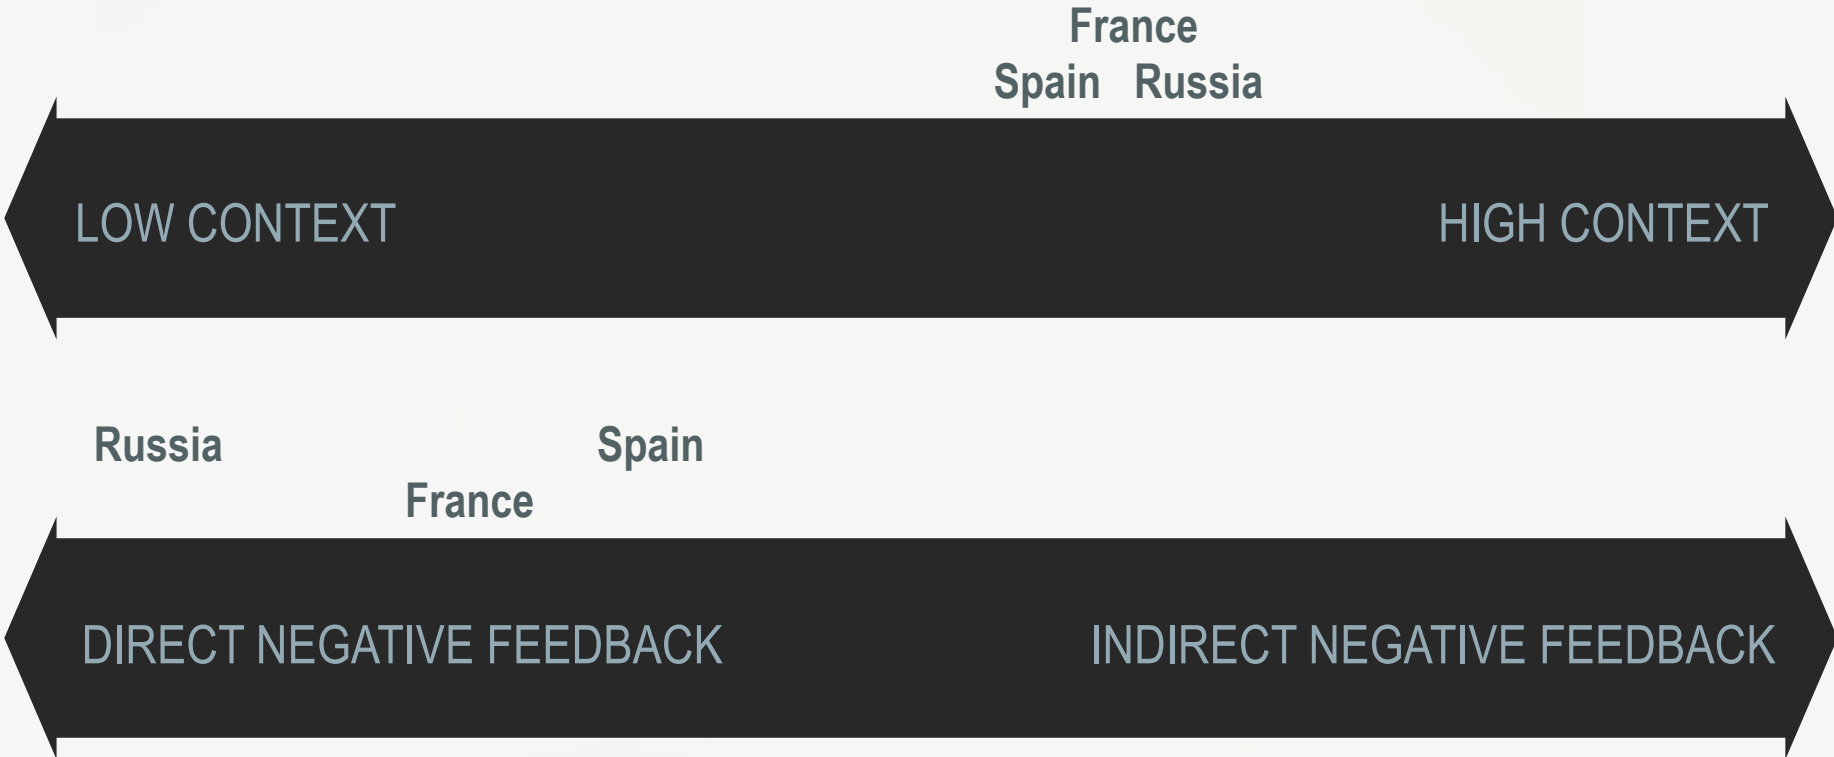 France
Spain Russia
LOW CONTEXT HIGH CONTEXT
Russia Spain
France
DIRECT NEGATIVE FEEDBACK INDIRECT NEGATIVE FEEDBACK